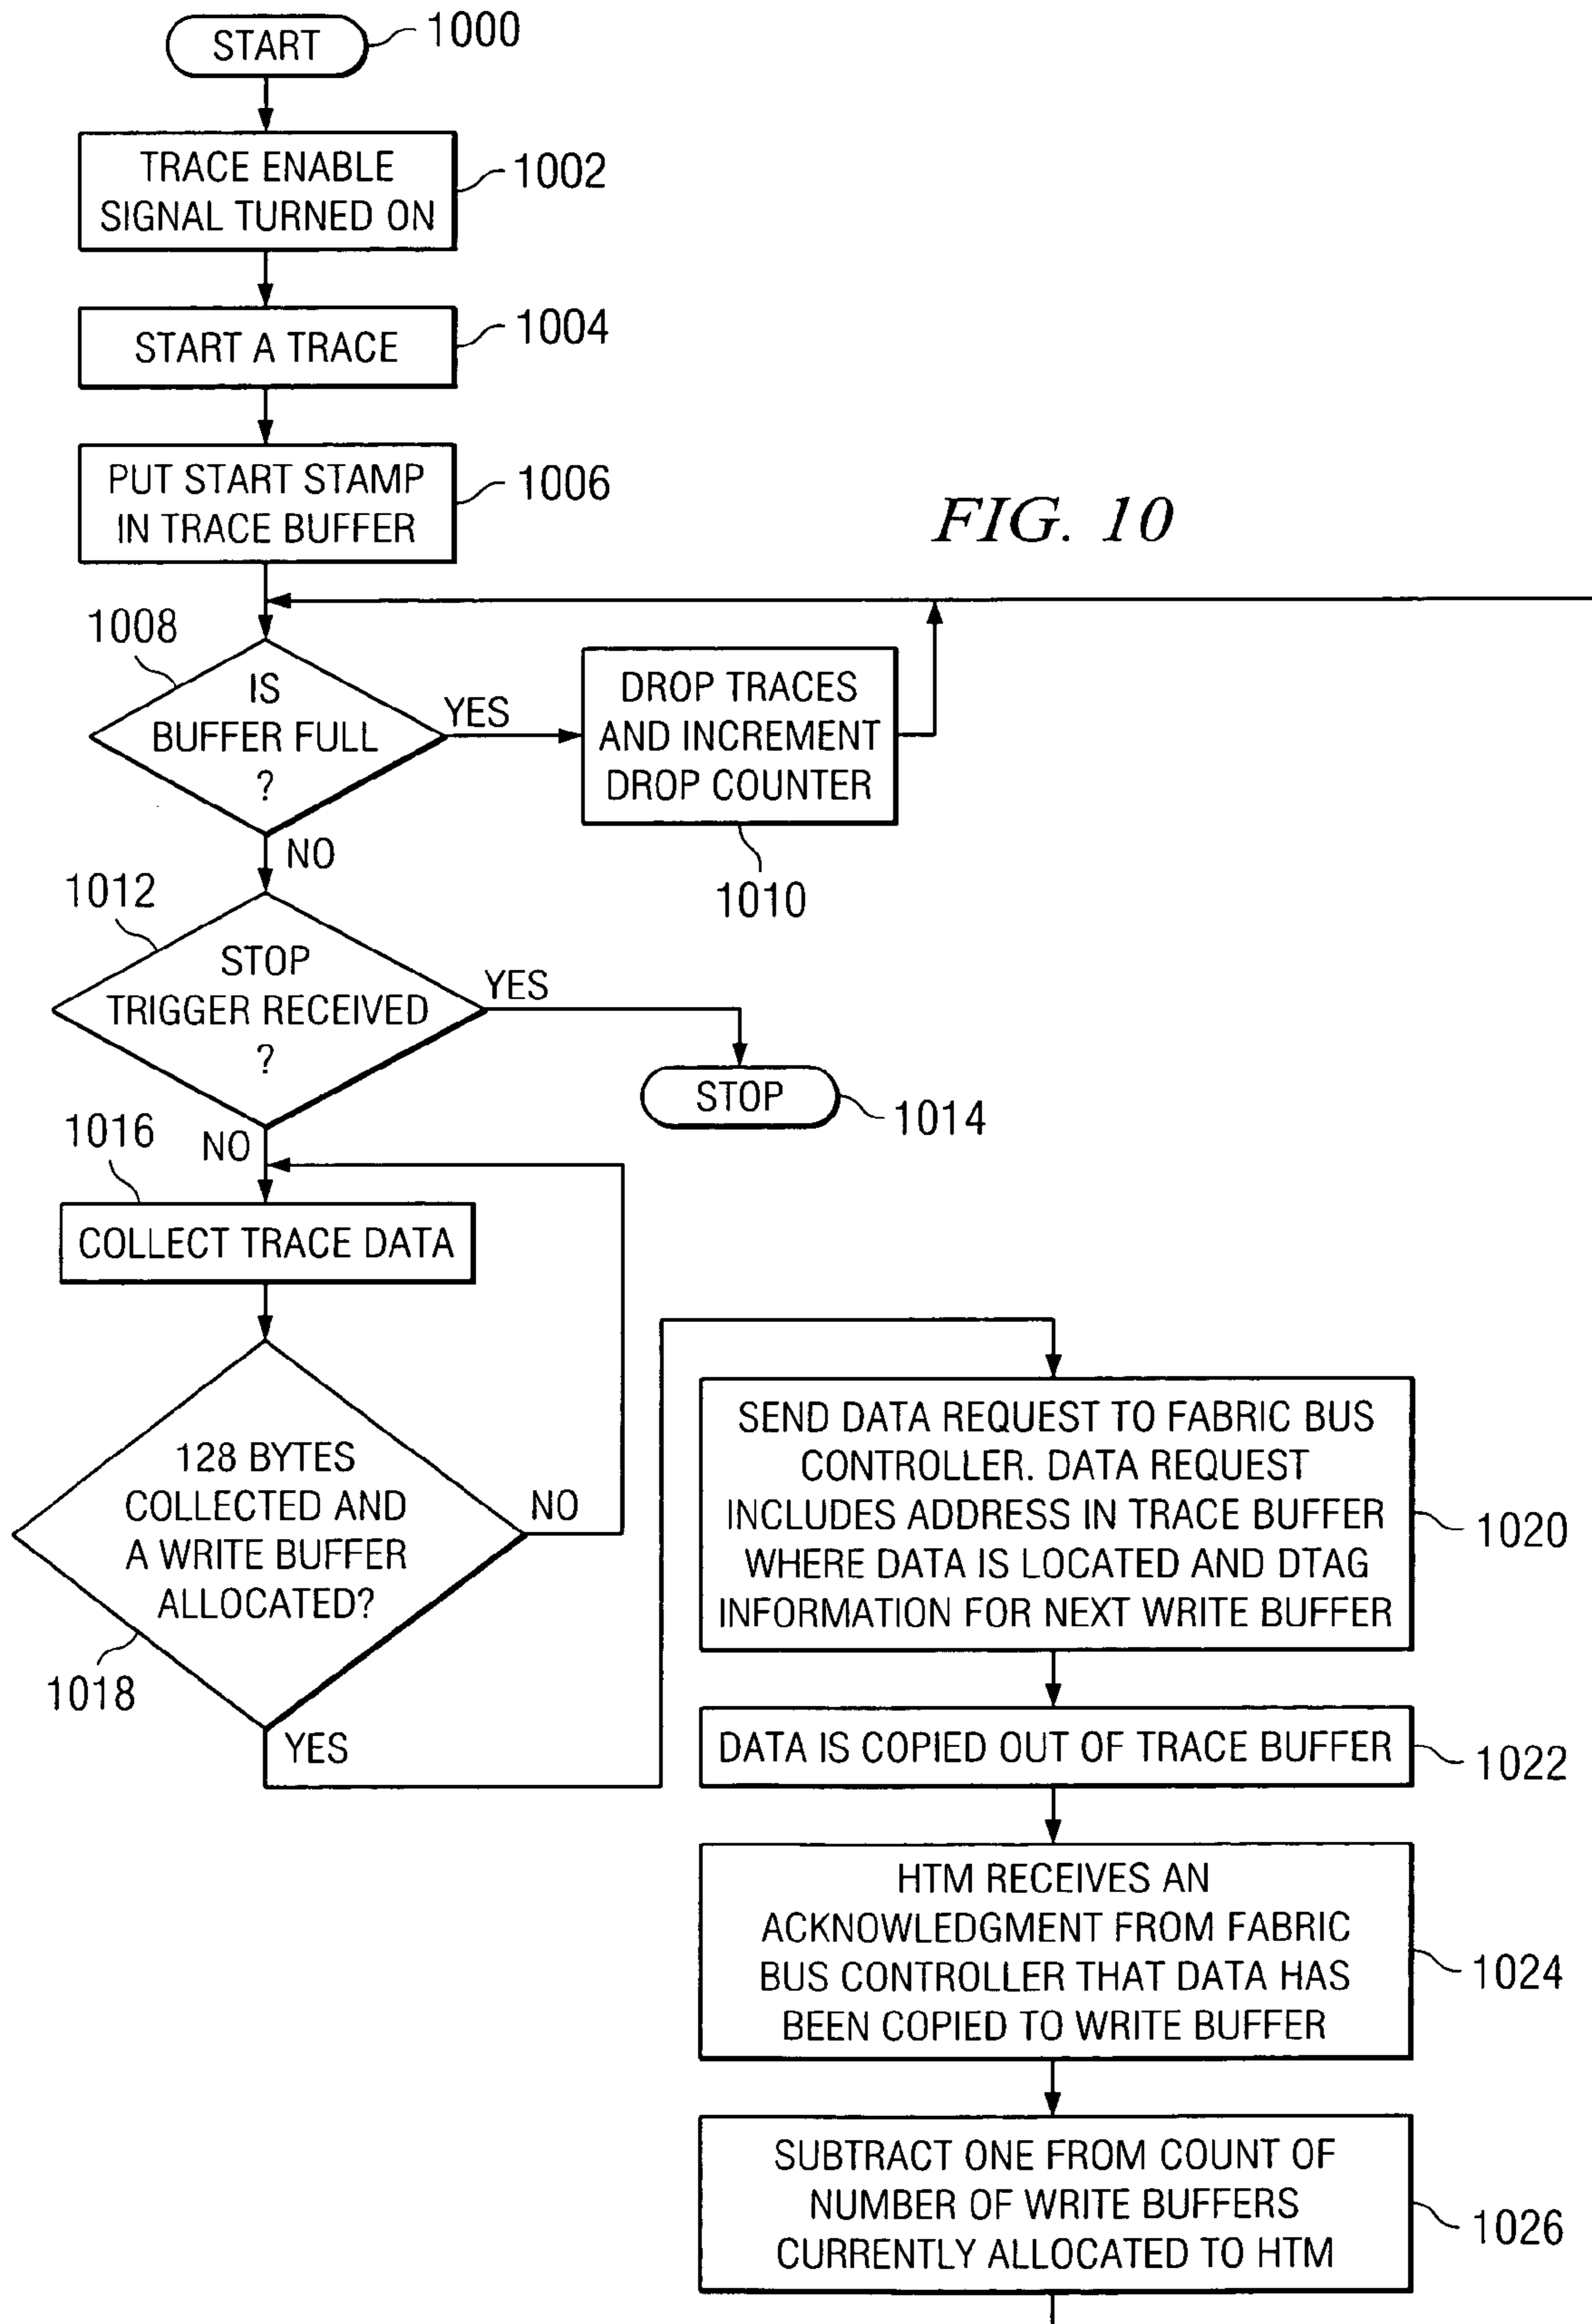 START
1000
TRACE ENABLE
SIGNAL TURNED ON
1002
START A TRACE
1004
PUT START STAMP
IN TRACE BUFFER
1006
FIG. 10
1008
IS
BUFFER FULL
?
YES
DROP TRACES
AND INCREMENT
DROP COUNTER
1010
NO
1012
STOP
TRIGGER RECEIVED
?
YES
STOP
1014
NO
1016
COLLECT TRACE DATA
128 BYTES
COLLECTED AND
A WRITE BUFFER
ALLOCATED?
NO
1018
YES
SEND DATA REQUEST TO FABRIC BUS
CONTROLLER. DATA REQUEST
INCLUDES ADDRESS IN TRACE BUFFER
WHERE DATA IS LOCATED AND DTAG
INFORMATION FOR NEXT WRITE BUFFER
1020
DATA IS COPIED OUT OF TRACE BUFFER
1022
HTM RECEIVES AN
ACKNOWLEDGMENT FROM FABRIC
BUS CONTROLLER THAT DATA HAS
BEEN COPIED TO WRITE BUFFER
1024
SUBTRACT ONE FROM COUNT OF
NUMBER OF WRITE BUFFERS
CURRENTLY ALLOCATED TO HTM
1026